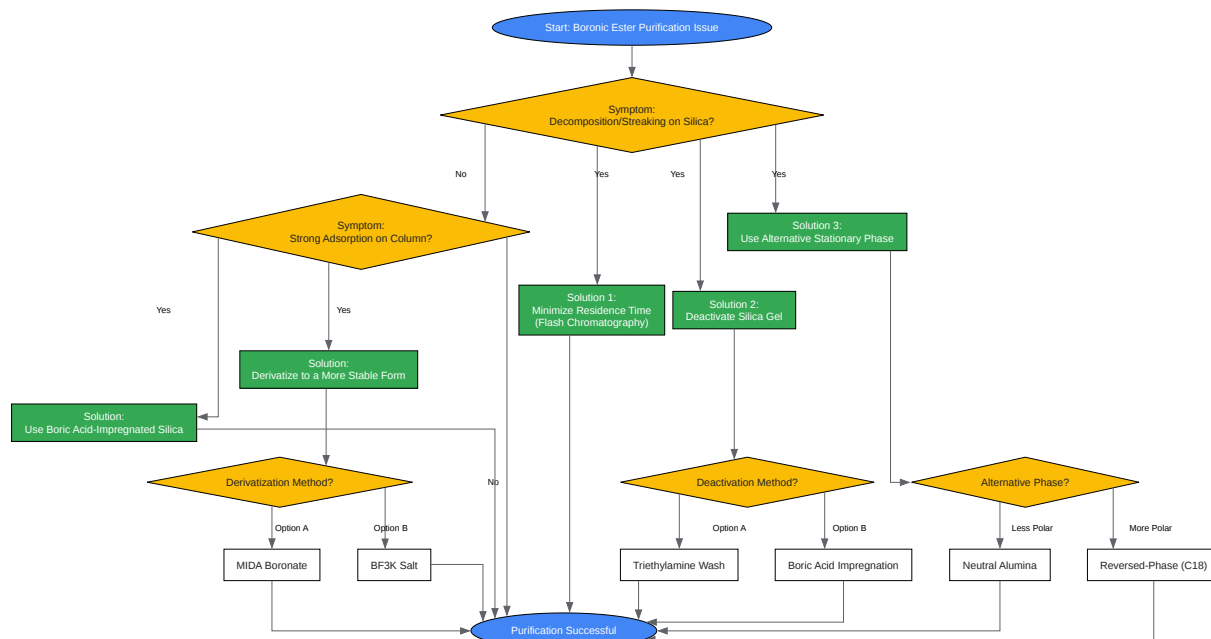 Start: Boronic Ester Purification Issue
Symptom:
Decomposition/Streaking on Silica?
No
Yes
Yes
Yes
Symptom:
Strong Adsorption on Column?
Solution 3:
Use Alternative Stationary Phase
Yes
Yes
Solution 1:
Minimize Residence Time
(Flash Chromatography)
Solution 2:
Deactivate Silica Gel
Solution:
Derivatize to a More Stable Form
Solution:
Use Boric Acid-Impregnated Silica
Derivatization Method?
No
Deactivation Method?
Alternative Phase?
Option A
Option B
Option A
Option B
Less Polar
More Polar
MIDA Boronate
BF3K Salt
Triethylamine Wash
Boric Acid Impregnation
Neutral Alumina
Reversed-Phase (C18)
Purification Successful